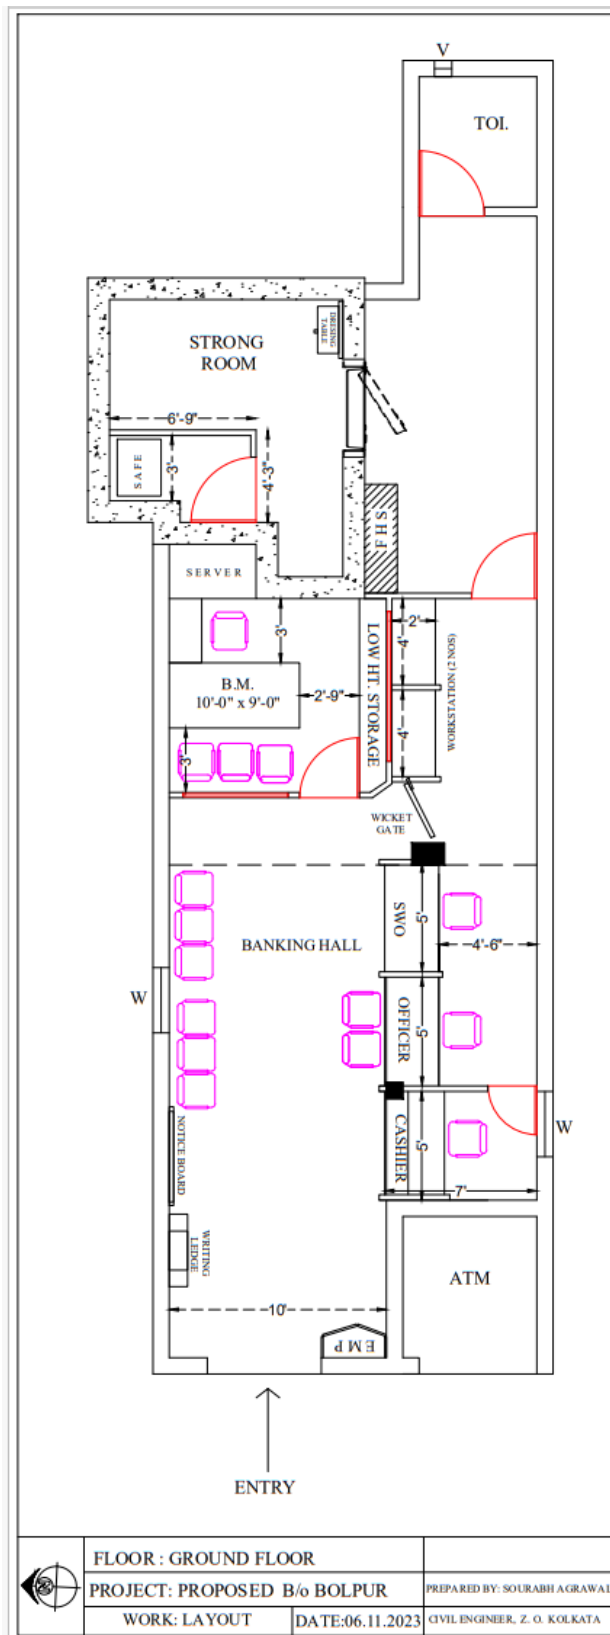 V
TOI.
STRONG
ROOM
DRESING
TABLE
6'-9"
SAFE
3'
4'-3"
FHS
SERVER
3'
2'
4'
LOW HT. STORAGE
WORKSTATION (2 NOS)
B.M.
10'-0" x 9'-0"
2'-9"
4'
3'
WICKET
GATE
SWO
5'
BANKING HALL
4'-6"
W
OFFICER
5'
NOTICE BOARD
CASHIER
5'
W
7'
WRITING
LEDGE
ATM
10'
EMP
ENTRY
N
FLOOR : GROUND FLOOR
PROJECT: PROPOSED B/o BOLPUR
PREPARED BY: SOURABH AGRAWAL
WORK: LAYOUT
DATE:06.11.2023
CIVIL ENGINEER, Z. O. KOLKATA